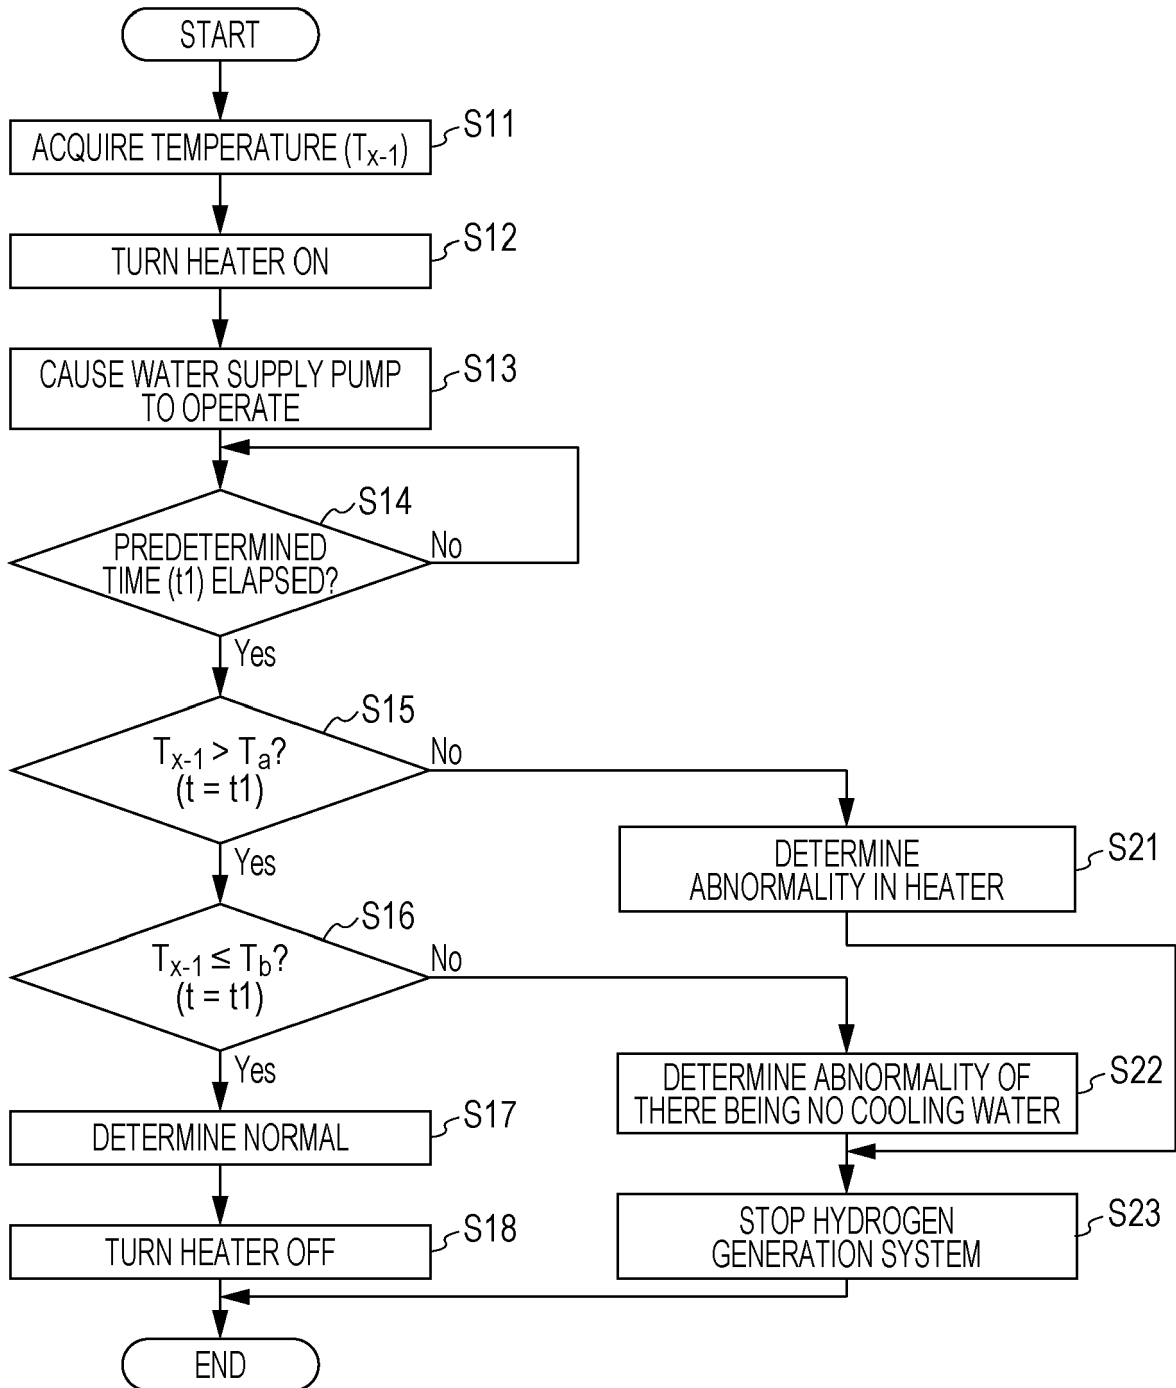 START
ACQUIRE TEMPERATURE (Tx-1)
S11
TURN HEATER ON
S12
CAUSE WATER SUPPLY PUMP
TO OPERATE
S13
S14
PREDETERMINED
TIME (t1) ELAPSED?
No
Yes
S15
Tx-1 > Ta?
(t = t1)
No
Yes
DETERMINE
ABNORMALITY IN HEATER
S21
S16
Tx-1 ≤ Tb?
(t = t1)
No
Yes
DETERMINE ABNORMALITY OF
THERE BEING NO COOLING WATER
S22
DETERMINE NORMAL
S17
STOP HYDROGEN
GENERATION SYSTEM
S23
TURN HEATER OFF
S18
END